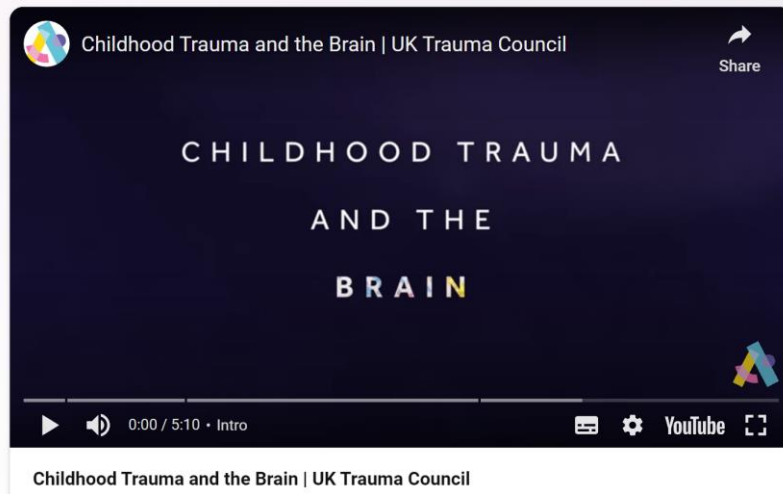 Childhood Trauma and the Brain | UK Trauma Council
Share
CHILDHOOD TRAUMA
AND THE
BRAIN
0:00 / 5:10 • Intro
YouTube
Childhood Trauma and the Brain | UK Trauma Council